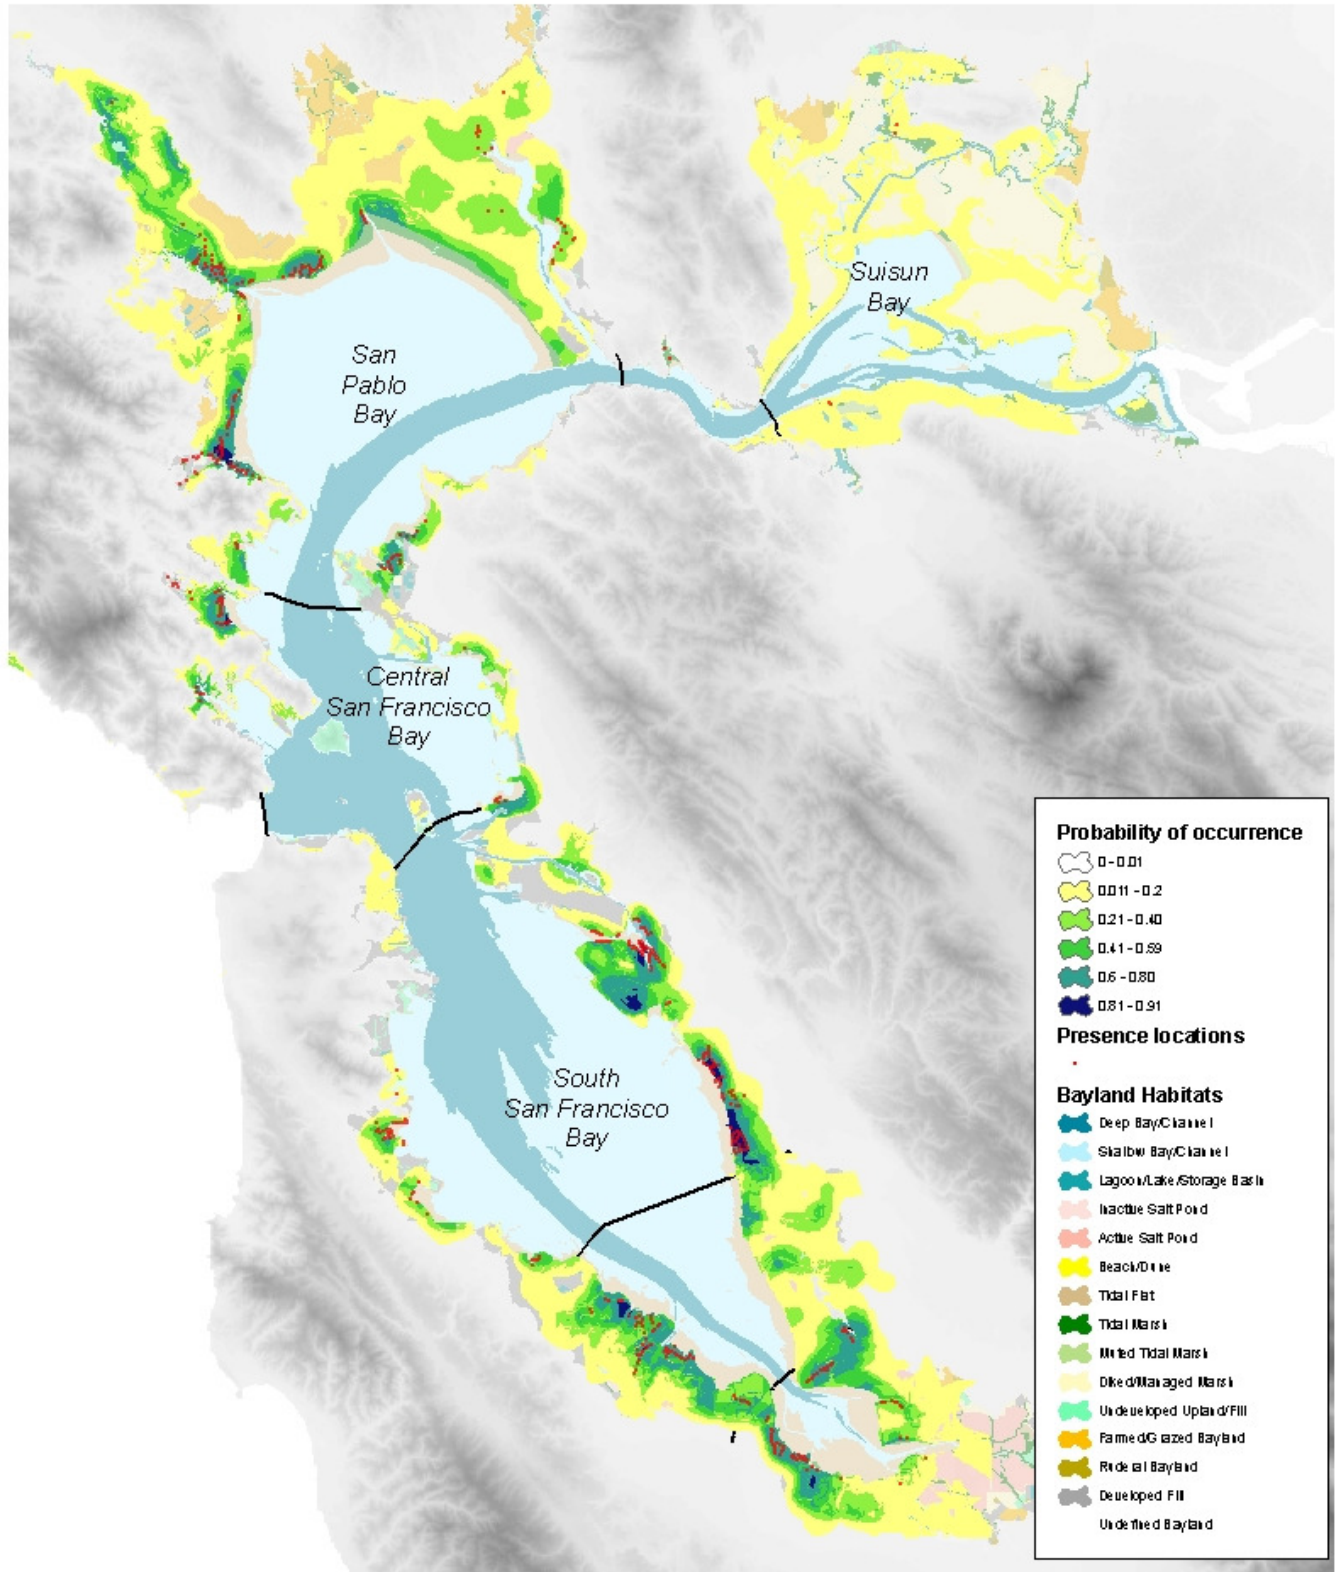 Suisun
Bay
San
Pablo
Bay
Central
San Francisco
Bay
South
San Francisco
Bay
Probability of occurrence
0 - 0.01
0.011 - 0.2
0.21 - 0.40
0.41 - 0.59
0.6 - 0.80
0.81 - 0.91
Presence locations
Bayland Habitats
Deep Bay/Channel
Shallow Bay/Channel
Lagoon/Lake/Storage Basin
Inactive Salt Pond
Active Salt Pond
Beach/Dune
Tidal Flat
Tidal Marsh
Muted Tidal Marsh
Diked/Managed Marsh
Undeveloped Upland/Fill
Farmed/Grazed Bayland
Ruderal Bayland
Developed Fill
Undefined Bayland